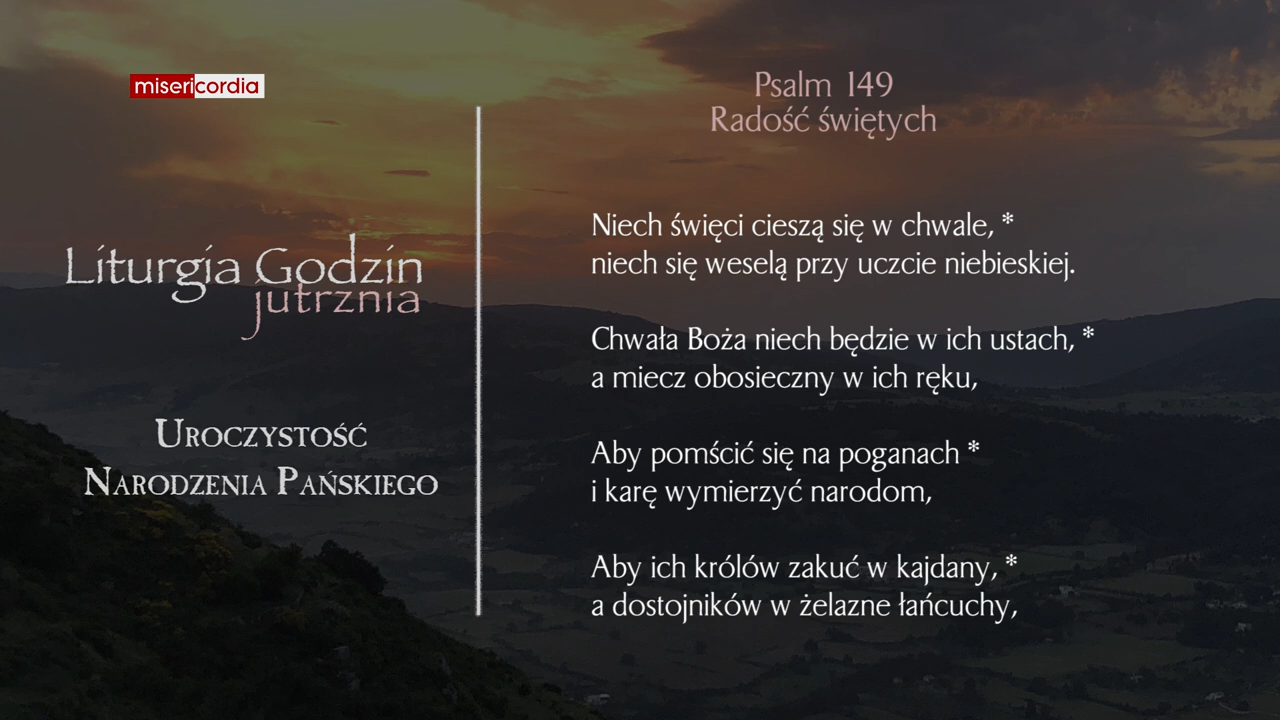 misericordia
Liturgia Godzin
jutrznia
Uroczystość
Narodzenia Pańskiego
Psalm 149
Radość świętych
Niech święci cieszą się w chwale, *
niech się weselą przy uczcie niebieskiej.
Chwała Boża niech będzie w ich ustach, *
a miecz obosieczny w ich ręku,
Aby pomścić się na poganach *
i karę wymierzyć narodom,
Aby ich królów zakuć w kajdany, *
a dostojników w żelazne łańcuchy,